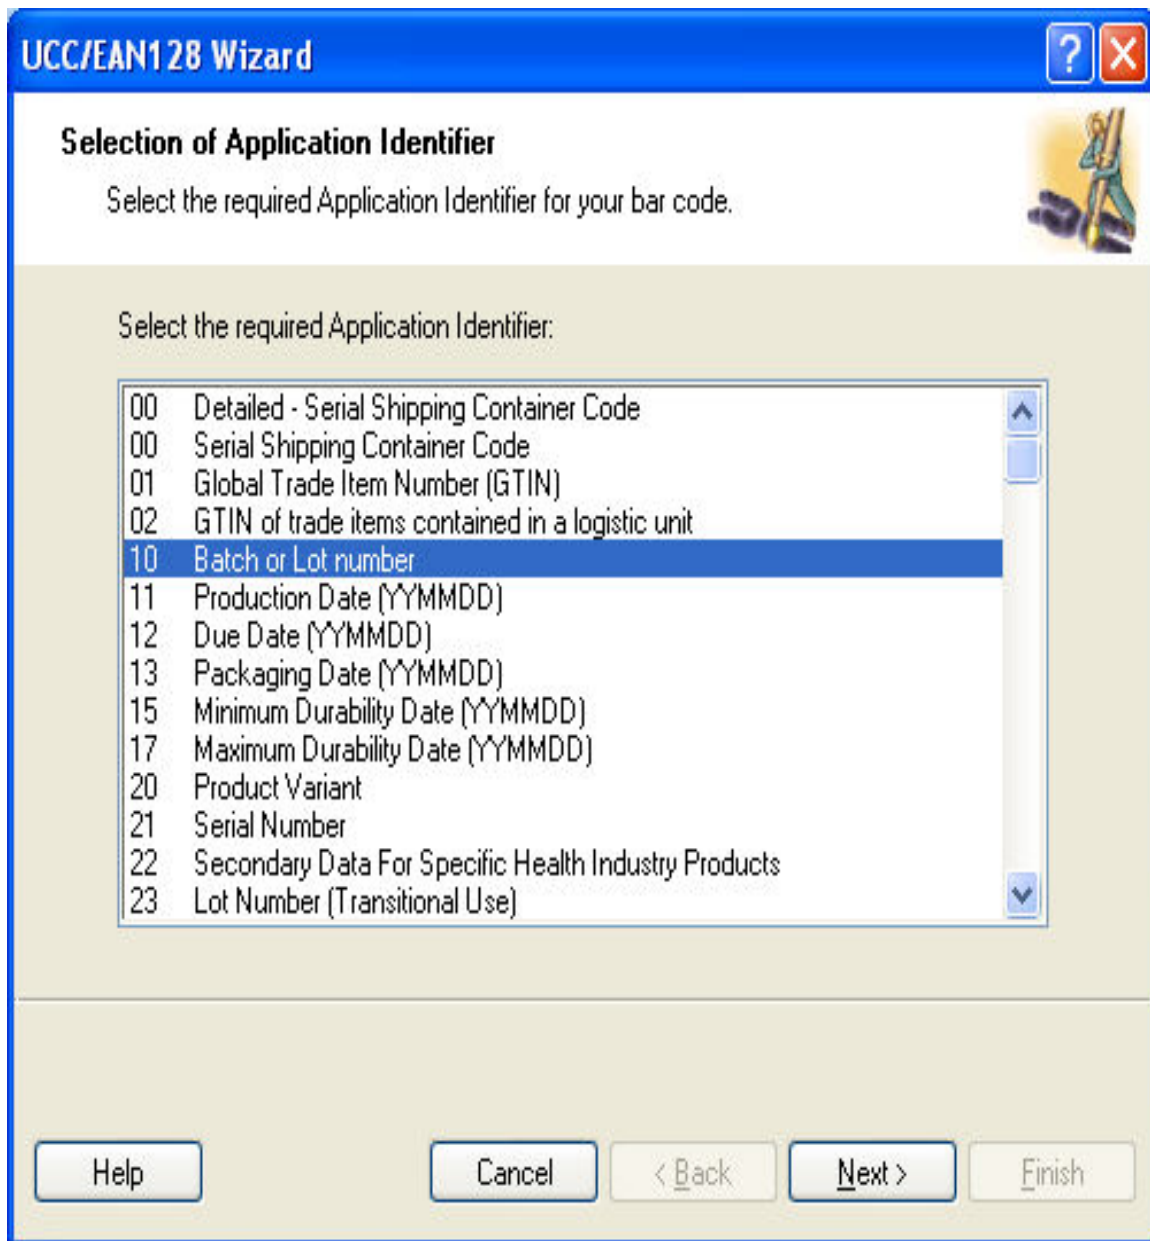 UCC/EAN128 Wizard
Selection of Application Identifier
Select the required Application Identifier for your bar code.
Select the required Application Identifier:
00 Detailed - Serial Shipping Container Code
00 Serial Shipping Container Code
01 Global Trade Item Number (GTIN)
02 GTIN of trade items contained in a logistic unit
10 Batch or Lot number
11 Production Date (YYMMDD)
12 Due Date (YYMMDD)
13 Packaging Date (YYMMDD)
15 Minimum Durability Date (YYMMDD)
17 Maximum Durability Date (YYMMDD)
20 Product Variant
21 Serial Number
22 Secondary Data For Specific Health Industry Products
23 Lot Number (Transitional Use)
Help Cancel < Back Next > Finish